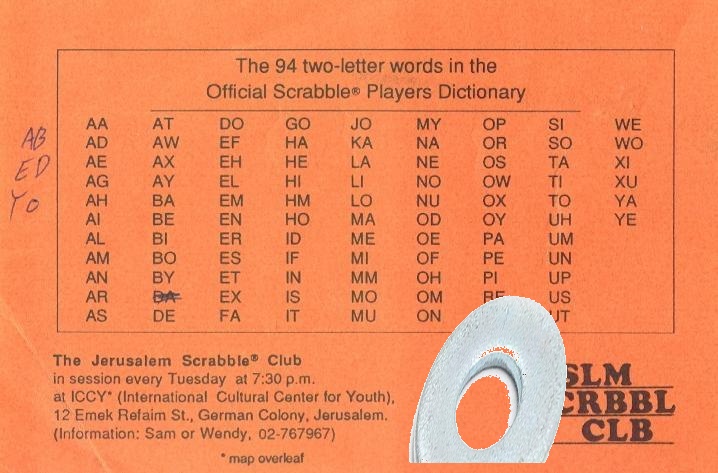 The 94 two-letter words in the
Official Scrabble® Players Dictionary
AA AT DO GO JO MY OP SI WE
AB
AD AW EF HA KA NA OR SO WO
AE AX EH HE LA NE OS TA XI
ED
AG AY EL HI LI NO OW TI XU
AH BA EM HM LO NU OX TO YA
YO
AI BE EN HO MA OD OY UH YE
AL BI ER ID ME OE PA UM
AM BO ES IF MI OF PE UN
AN BY ET IN MM OH PI UP
AR EX IS MO OM RE US
AS DE FA IT MU ON UT
The Jerusalem Scrabble® Club
in session every Tuesday at 7:30 p.m.
at ICCY* (International Cultural Center for Youth),
12 Emek Refaim St., German Colony, Jerusalem.
(Information: Sam or Wendy, 02-767967)
* map overleaf
SLM
CRBBL
CLB